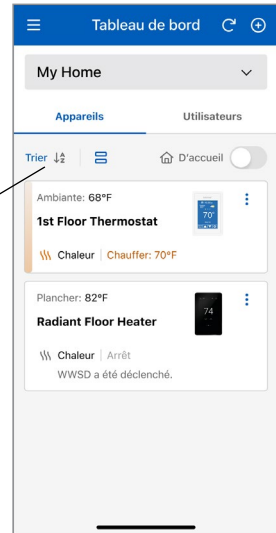 Tableau de bord
My Home
Appareils Utilisateurs
Trier D'accueil
Ambiante: 68°F
1st Floor Thermostat
70°
Chaleur | Chauffer: 70°F
Plancher: 82°F
Radiant Floor Heater
74
Chaleur | Arrêt
WWSD a été déclenché.